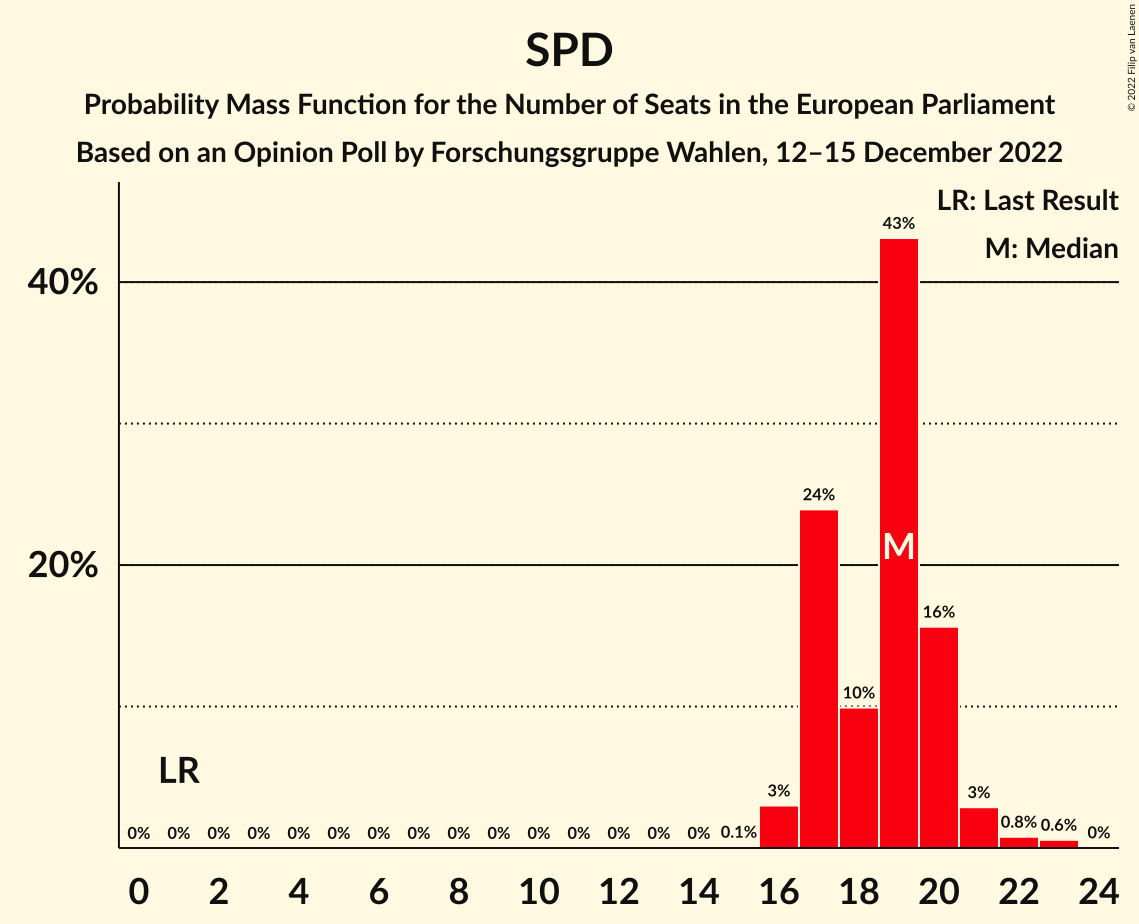 SPD
Probability Mass Function for the Number of Seats in the European Parliament
Based on an Opinion Poll by Forschungsgruppe Wahlen, 12–15 December 2022
© 2022 Filip van Laenen
LR: Last Result
M: Median
43%
40%
24%
M
20%
16%
10%
LR
3%
3%
0% 0% 0% 0% 0% 0% 0% 0% 0% 0% 0% 0% 0% 0% 0% 0.1% 0.8% 0.6% 0%
0 2 4 6 8 10 12 14 16 18 20 22 24